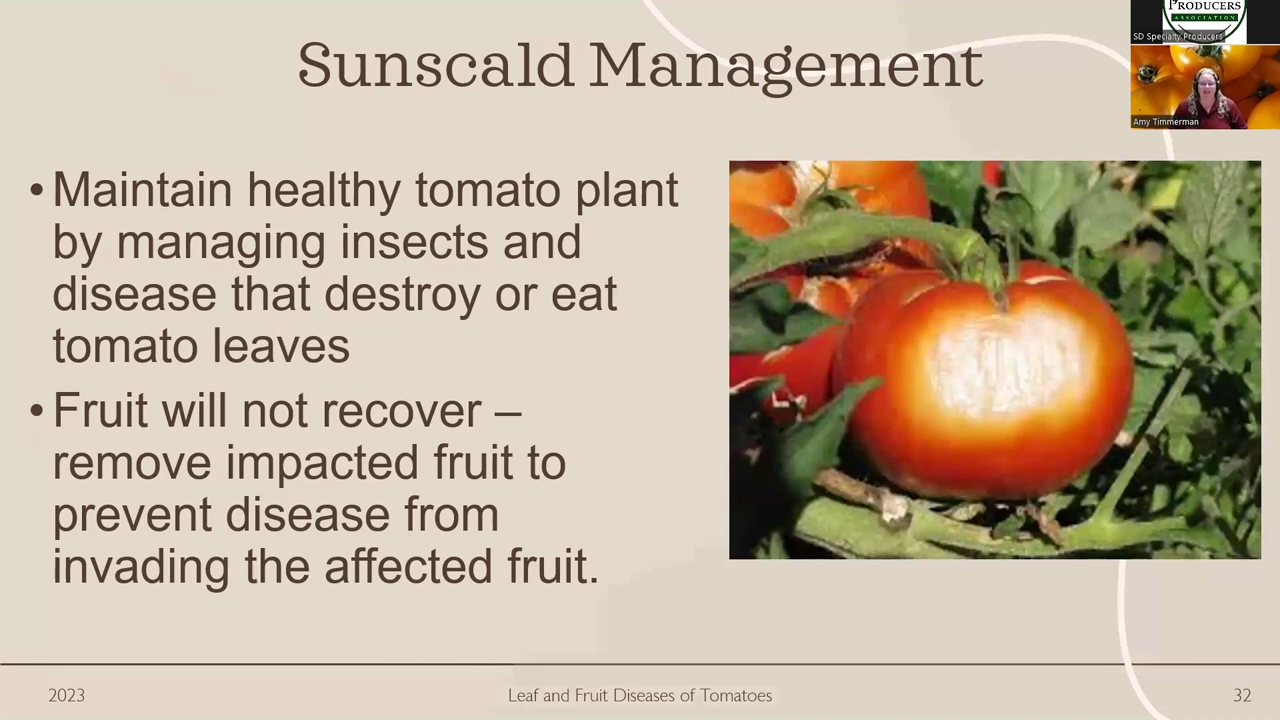 PRODUCERS
ASSOCIATION
SD Specialty Producers
Amy Timmerman
Sunscald Management
• Maintain healthy tomato plant
by managing insects and
disease that destroy or eat
tomato leaves
• Fruit will not recover –
remove impacted fruit to
prevent disease from
invading the affected fruit.
2023
Leaf and Fruit Diseases of Tomatoes
32